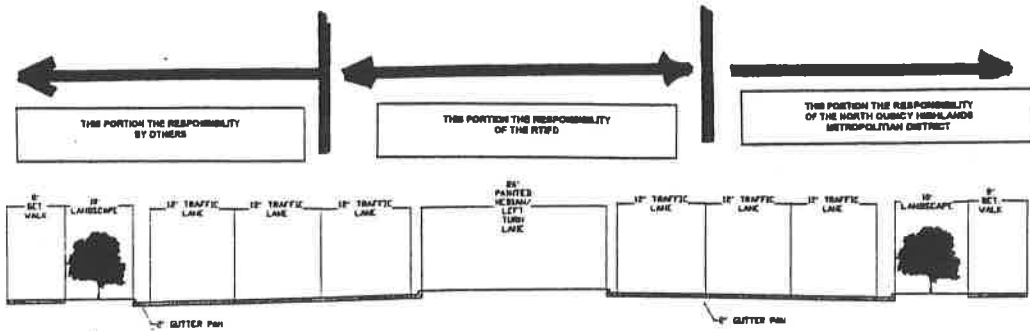 THIS PORTION THE RESPONSIBILITY
BY OTHERS
THIS PORTION THE RESPONSIBILITY
OF THE RTIFD
THIS PORTION THE RESPONSIBILITY
OF THE NORTH QUINCY HIGHLANDS
METROPOLITIAN DISTRICT
8'
DET.
WALK
10'
LANDSCAPE
12' TRAFFIC
LANE
12' TRAFFIC
LANE
12' TRAFFIC
LANE
26'
PAINTED
MEDIAN/
LEFT
TURN
LANE
12' TRAFFIC
LANE
12' TRAFFIC
LANE
12' TRAFFIC
LANE
10'
LANDSCAPE
8'
DET.
WALK
2' GUTTER PAN
2' GUTTER PAN